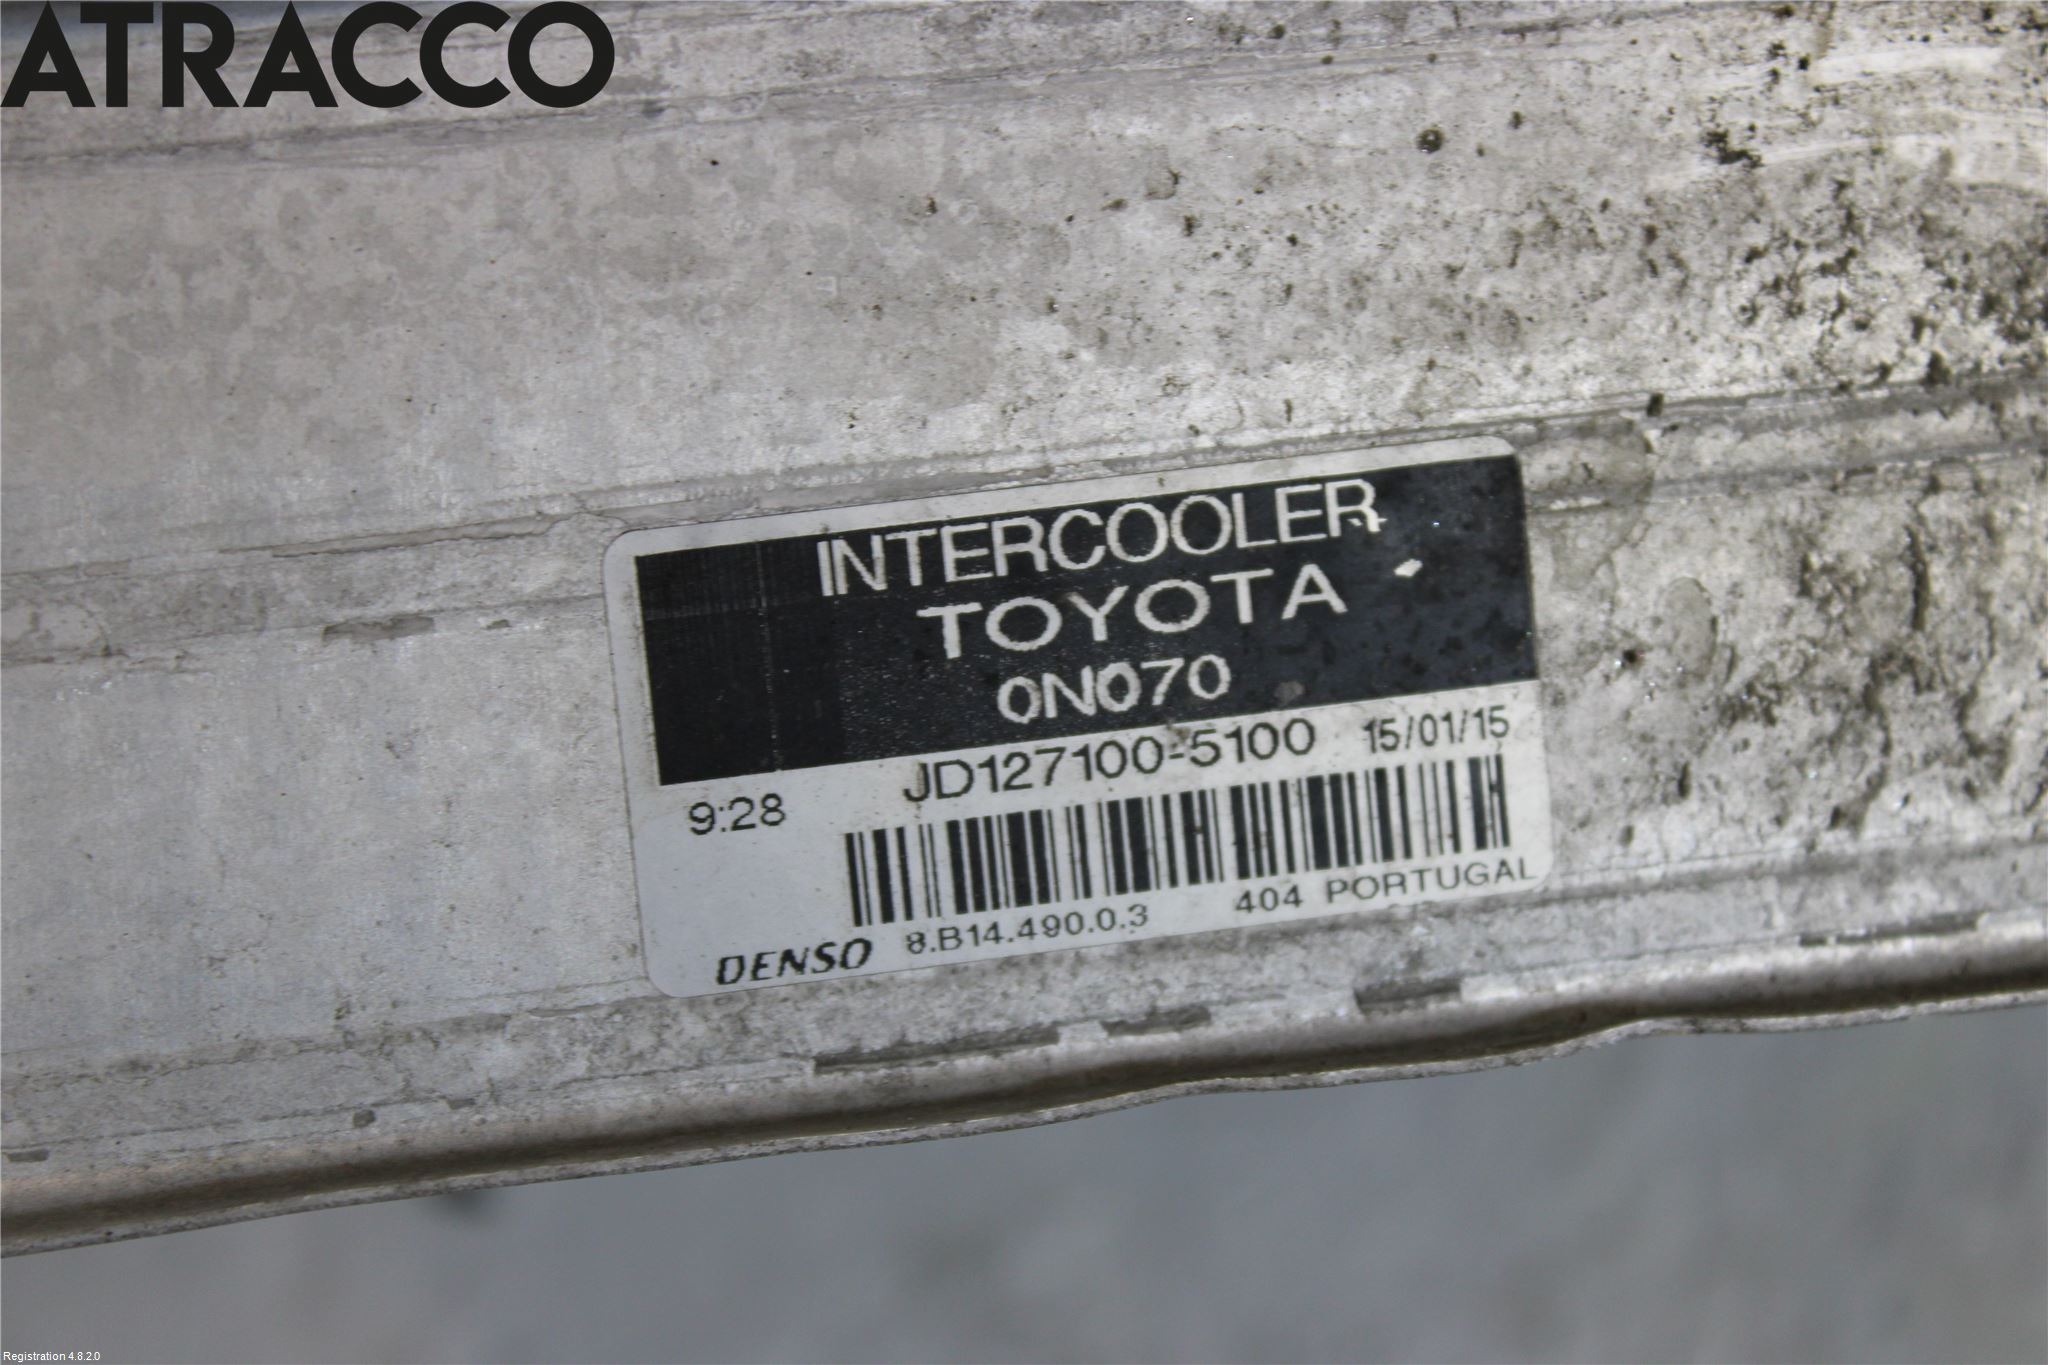 ATRACCO
INTERCOOLER
TOYOTA
0N070
JD127100-5100 15/01/15
9:28
DENSO 8.B14.490.0.3 404 PORTUGAL
Registration 4.8.2.0